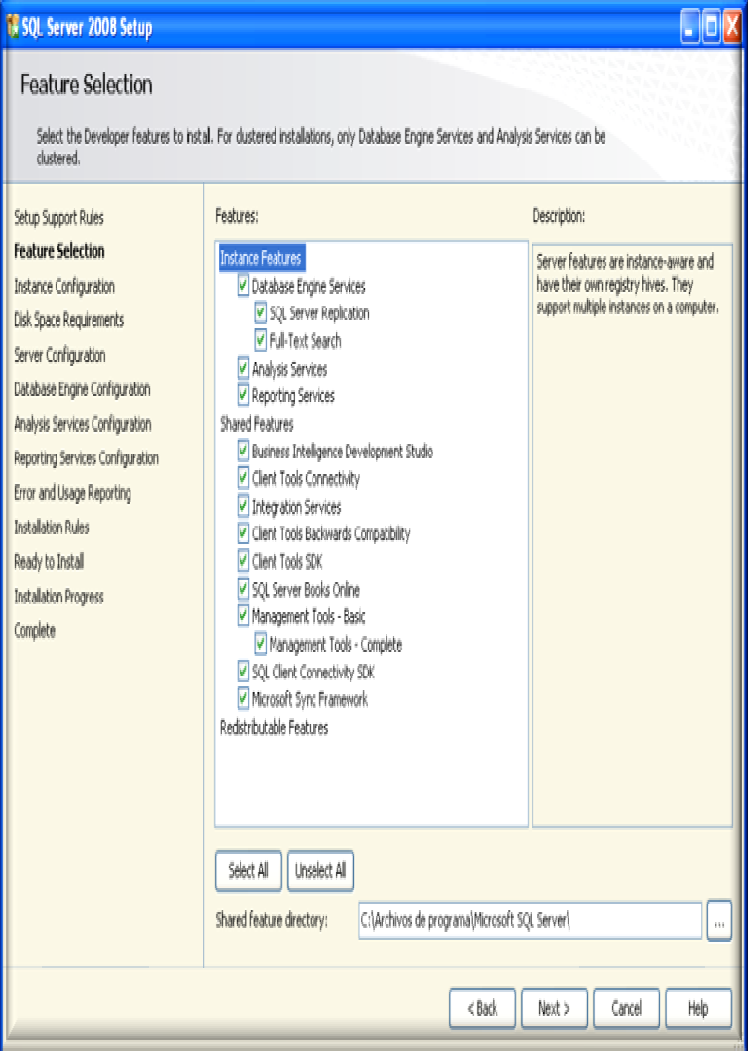 SQL Server 2008 Setup
Feature Selection
Select the Developer features to install. For clustered installations, only Database Engine Services and Analysis Services can be
clustered.
Setup Support Rules
Feature Selection
Instance Configuration
Disk Space Requirements
Server Configuration
Database Engine Configuration
Analysis Services Configuration
Reporting Services Configuration
Error and Usage Reporting
Installation Rules
Ready to Install
Installation Progress
Complete
Features:
Instance Features
Database Engine Services
SQL Server Replication
Full-Text Search
Analysis Services
Reporting Services
Shared Features
Business Intelligence Development Studio
Client Tools Connectivity
Integration Services
Client Tools Backwards Compatibility
Client Tools SDK
SQL Server Books Online
Management Tools - Basic
Management Tools - Complete
SQL Client Connectivity SDK
Microsoft Sync Framework
Redistributable Features
Description:
Server features are instance-aware and
have their own registry hives. They
support multiple instances on a computer.
Select All
Unselect All
Shared feature directory:
C:\Archivos de programa\Microsoft SQL Server\
...
< Back
Next >
Cancel
Help